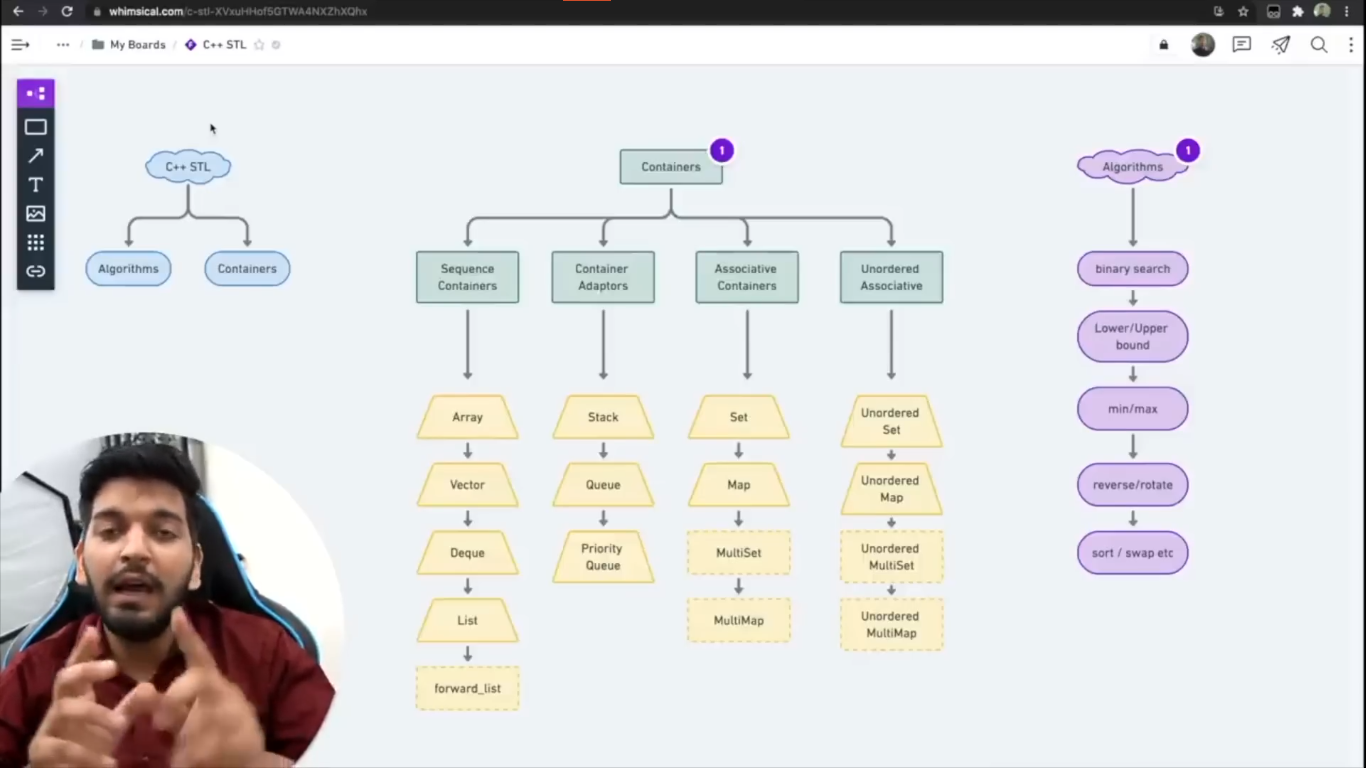 whimsical.com/c-stl-XVxuHHof5GTWA4NXZhXQhx
My Boards / C++ STL
C++ STL
Algorithms
Containers
Containers
1
Sequence
Containers
Container
Adaptors
Associative
Containers
Unordered
Associative
Array
Vector
Deque
List
forward_list
Stack
Queue
Priority
Queue
Set
Map
MultiSet
MultiMap
Unordered
Set
Unordered
Map
Unordered
MultiSet
Unordered
MultiMap
Algorithms
1
binary search
Lower/Upper
bound
min/max
reverse/rotate
sort / swap etc